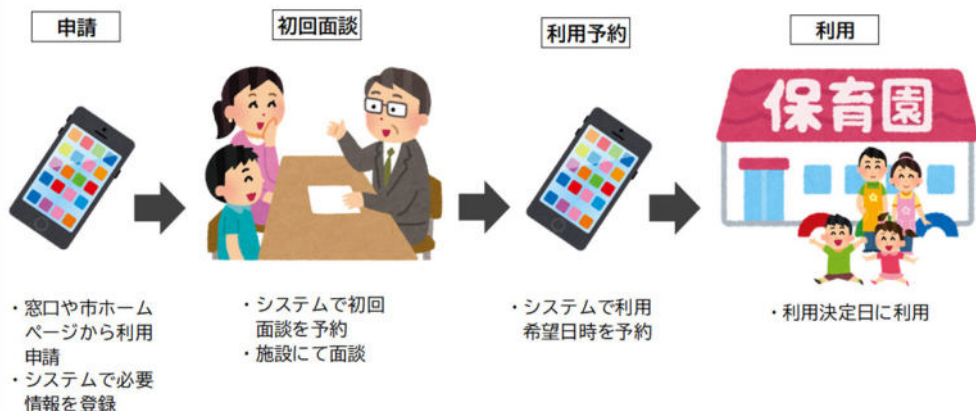 申請
初回面談
利用予約
利用
保育園
・窓口や市ホーム
ページから利用
申請
・システムで必要
情報を登録
・システムで初回
面談を予約
・施設にて面談
・システムで利用
希望日時を予約
・利用決定日に利用